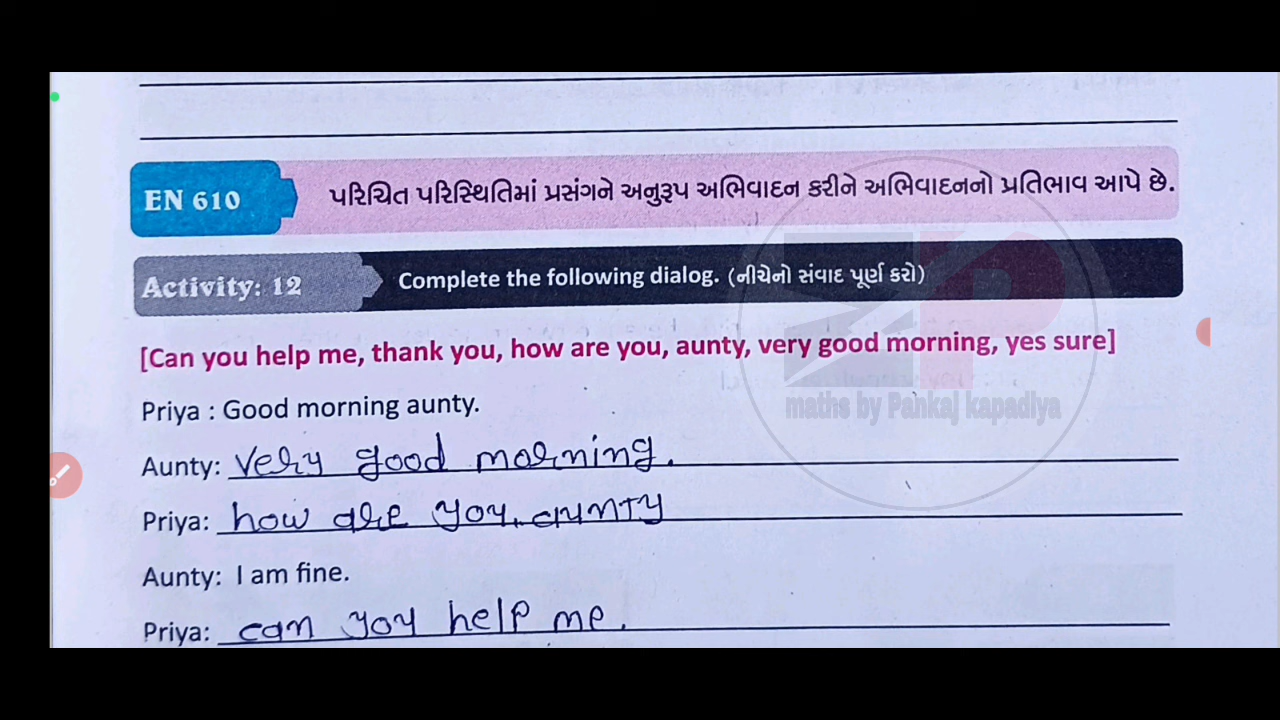 EN 610 પરિચિત પરિસ્થિતિમાં પ્રસંગને અનુરૂપ અભિવાદન કરીને અભિવાદનનો પ્રતિભાવ આપે છે.
Activity: 12 Complete the following dialog. (નીચેનો સંવાદ પૂર્ણ કરો)
[Can you help me, thank you, how are you, aunty, very good morning, yes sure]
maths by Pankaj kapadiya
Priya : Good morning aunty.
Aunty: very good morning.
Priya: how are you, aunty
Aunty: I am fine.
Priya: can you help me.